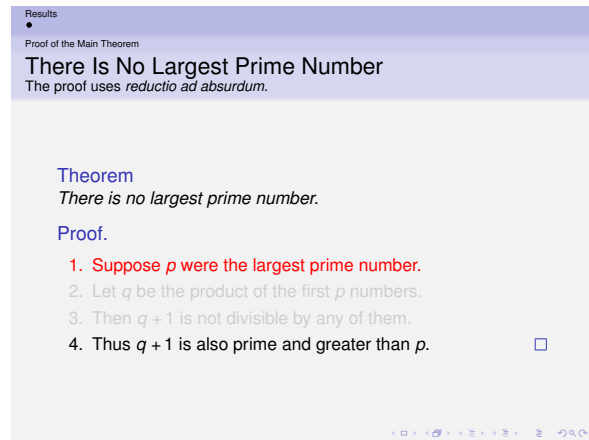 Results
Proof of the Main Theorem
There Is No Largest Prime Number
The proof uses reductio ad absurdum.
Theorem
There is no largest prime number.
Proof.
1. Suppose p were the largest prime number.
2. Let q be the product of the first p numbers.
3. Then q + 1 is not divisible by any of them.
4. Thus q + 1 is also prime and greater than p.